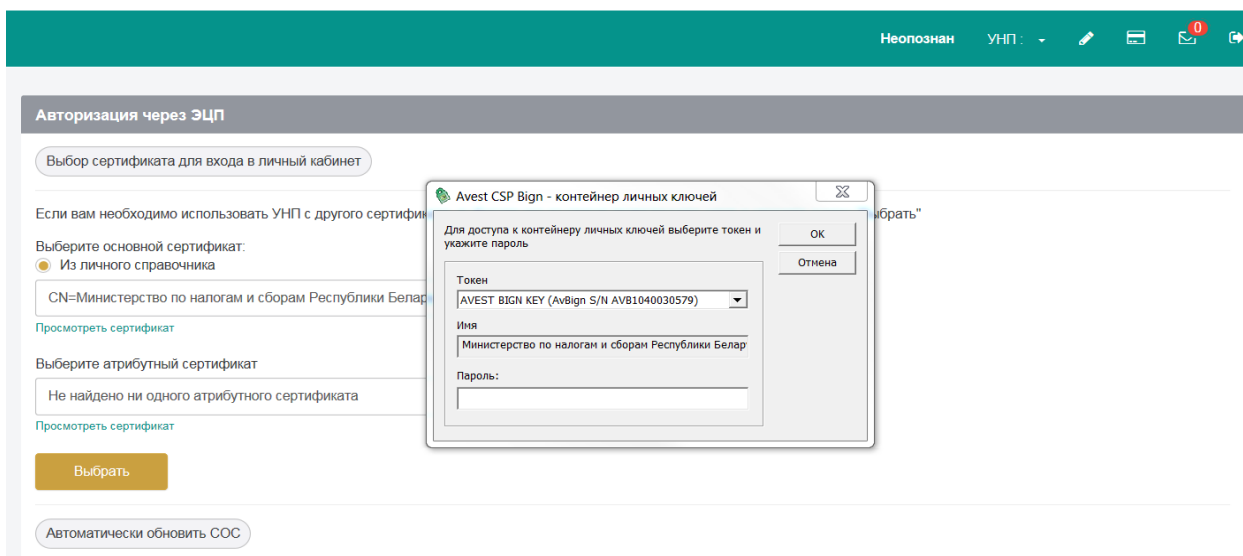 Неопознан УНП : 0
Авторизация через ЭЦП
Выбор сертификата для входа в личный кабинет
Если вам необходимо использовать УНП с другого
Выберите основной сертификат:
Из личного справочника
CN=Министерство по налогам и сборам Республики
Просмотреть сертификат
Выберите атрибутный сертификат
Не найдено ни одного атрибутного сертификата
Просмотреть сертификат
Выбрать
Автоматически обновить СОС
Avest CSP Bign - контейнер личных ключей
Для доступа к контейнеру личных ключей выберите токен и
укажите пароль
OK
Отмена
Токен
AVEST BIGN KEY (AvBign S/N AVB1040030579)
Имя
Министерство по налогам и сборам Республики
Пароль: